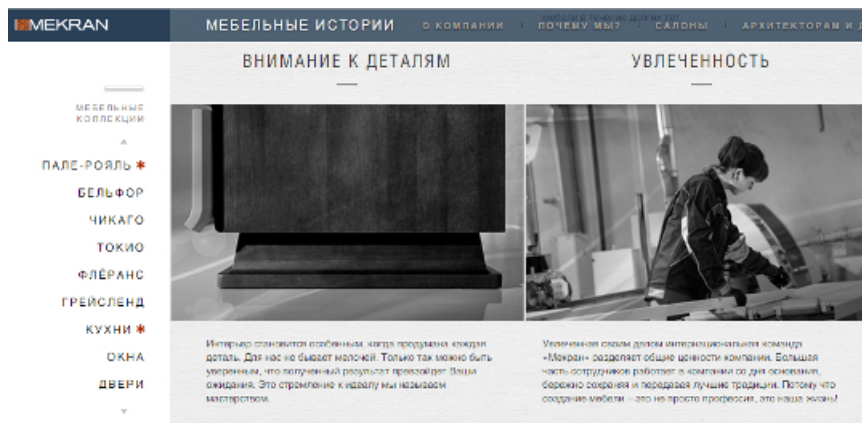 MEKRAN
МЕБЕЛЬНЫЕ ИСТОРИИ
О КОМПАНИИ
ПОЧЕМУ МЫ?
САЛОНЫ
АРХИТЕКТОРАМ И Д
ВНИМАНИЕ К ДЕТАЛЯМ
УВЛЕЧЕННОСТЬ
МЕБЕЛЬНЫЕ
КОЛЛЕКЦИИ
ПАЛЕ-РОЯЛЬ *
БЕЛЬФОР
ЧИКАГО
ТОКИО
ФЛЁРАНС
ГРЕЙСЛЕНД
КУХНИ *
ОКНА
ДВЕРИ
Интерьер становится особенным, когда продумана каждая
деталь. Для нас не бывает мелочей. Только так можно быть
уверенным, что полученный результат превзойдет Ваши
ожидания. Это стремление к идеалу мы называем
мастерством.
Увлеченная своим делом интернациональная команда
«Мекран» разделяет общие ценности компании. Большая
часть сотрудников работает в компании со дня основания,
бережно сохраняя и передавая лучшие традиции. Потому что
создание мебели – это не просто профессия, это наша жизнь!